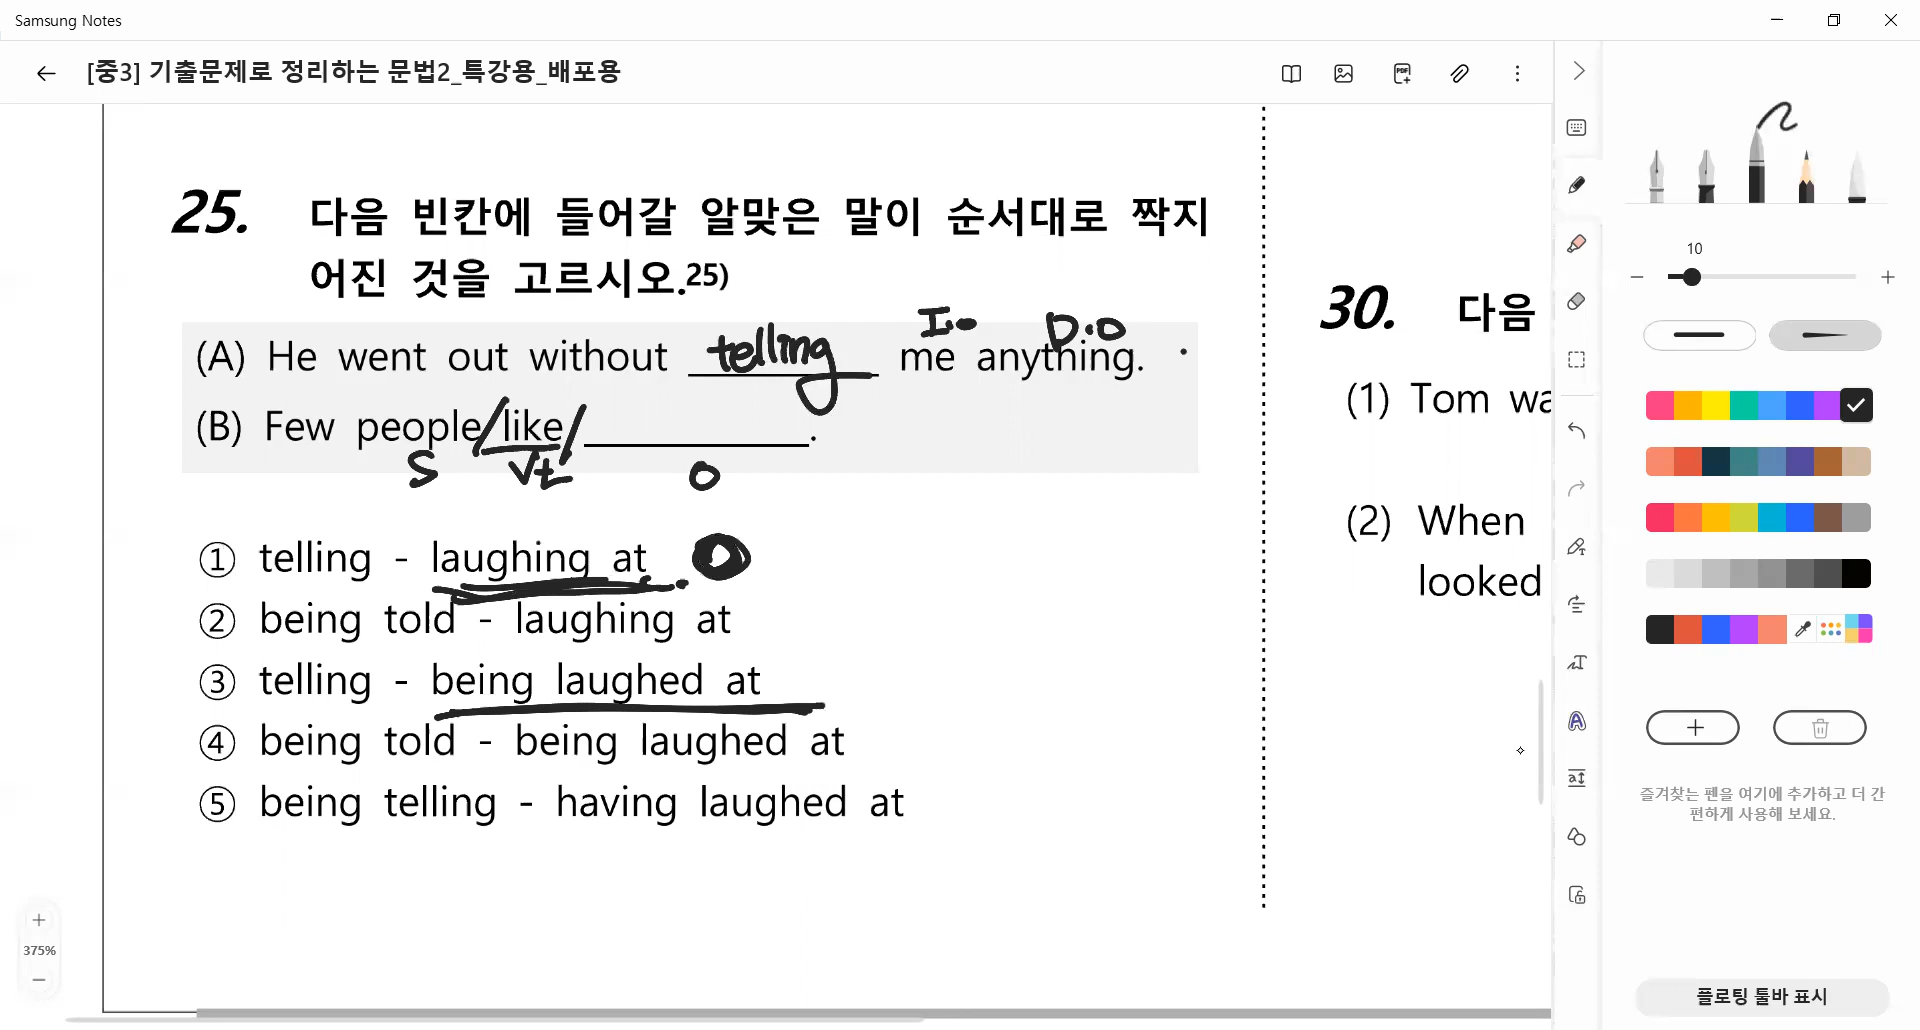 Samsung Notes
[중3] 기출문제로 정리하는 문법2_특강용_배포용
25. 다음 빈칸에 들어갈 알맞은 말이 순서대로 짝지
어진 것을 고르시오.25)
I.o D.O
(A) He went out without telling me anything.
(B) Few people/like/ ________.
S Vt O
① telling - laughing at
② being told - laughing at
③ telling - being laughed at
④ being told - being laughed at
⑤ being telling - having laughed at
30. 다음
(1) Tom wa
(2) When
looked
375%
PDF
10
즐겨찾는 펜을 여기에 추가하고 더 간
편하게 사용해 보세요.
플로팅 툴바 표시